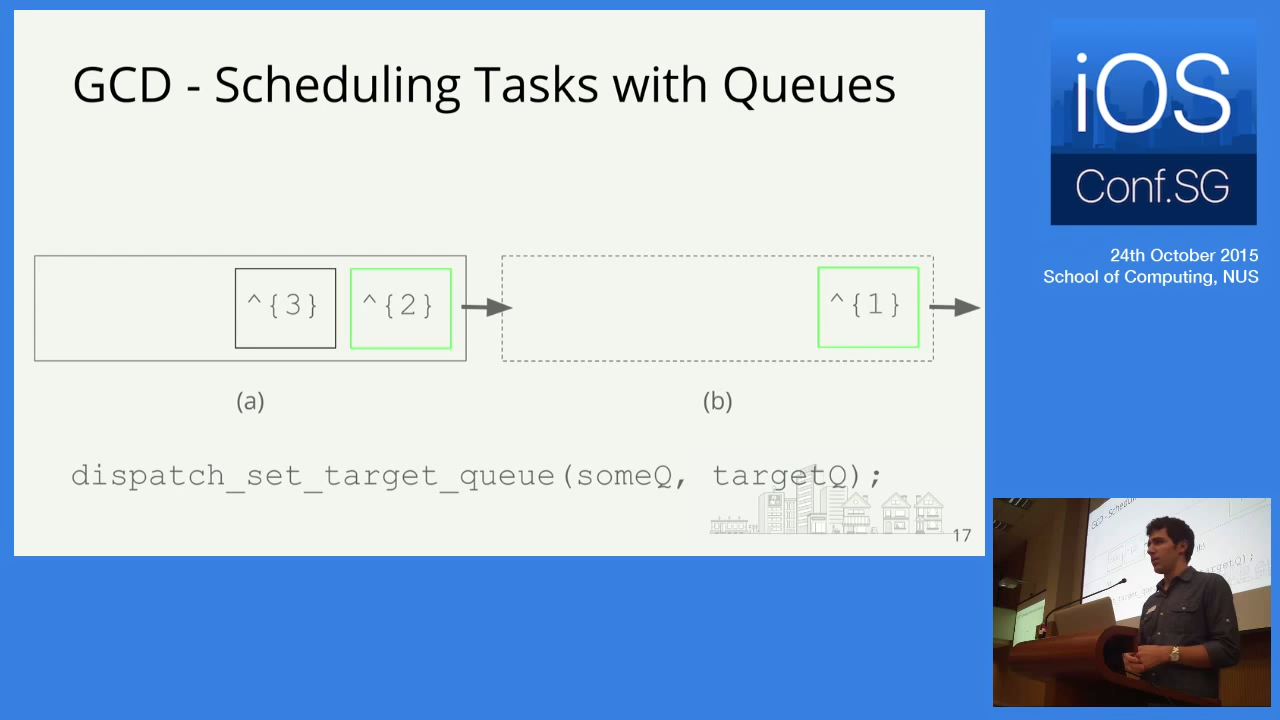 GCD - Scheduling Tasks with Queues
^{3}
^{2}
^{1}
(a)
(b)
dispatch_set_target_queue(someQ, targetQ);
17
iOS
Conf.SG
24th October 2015
School of Computing, NUS